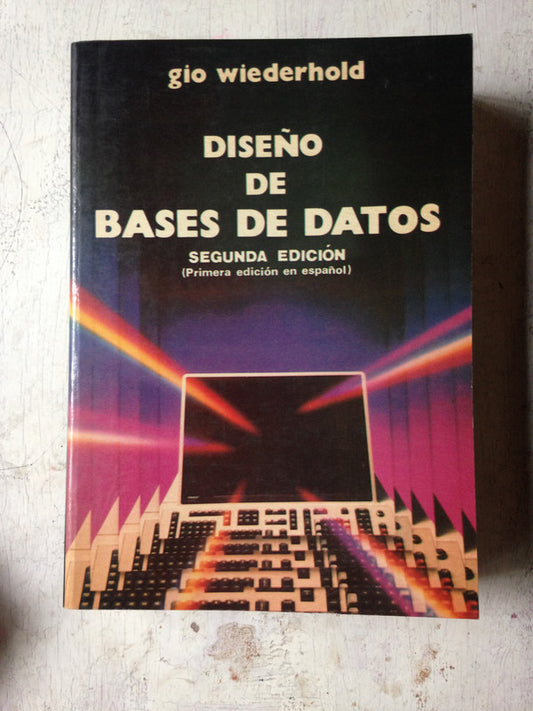 gio wiederhold
DISEÑO
DE
BASES DE DATOS
SEGUNDA EDICIÓN
(Primera edición en español)